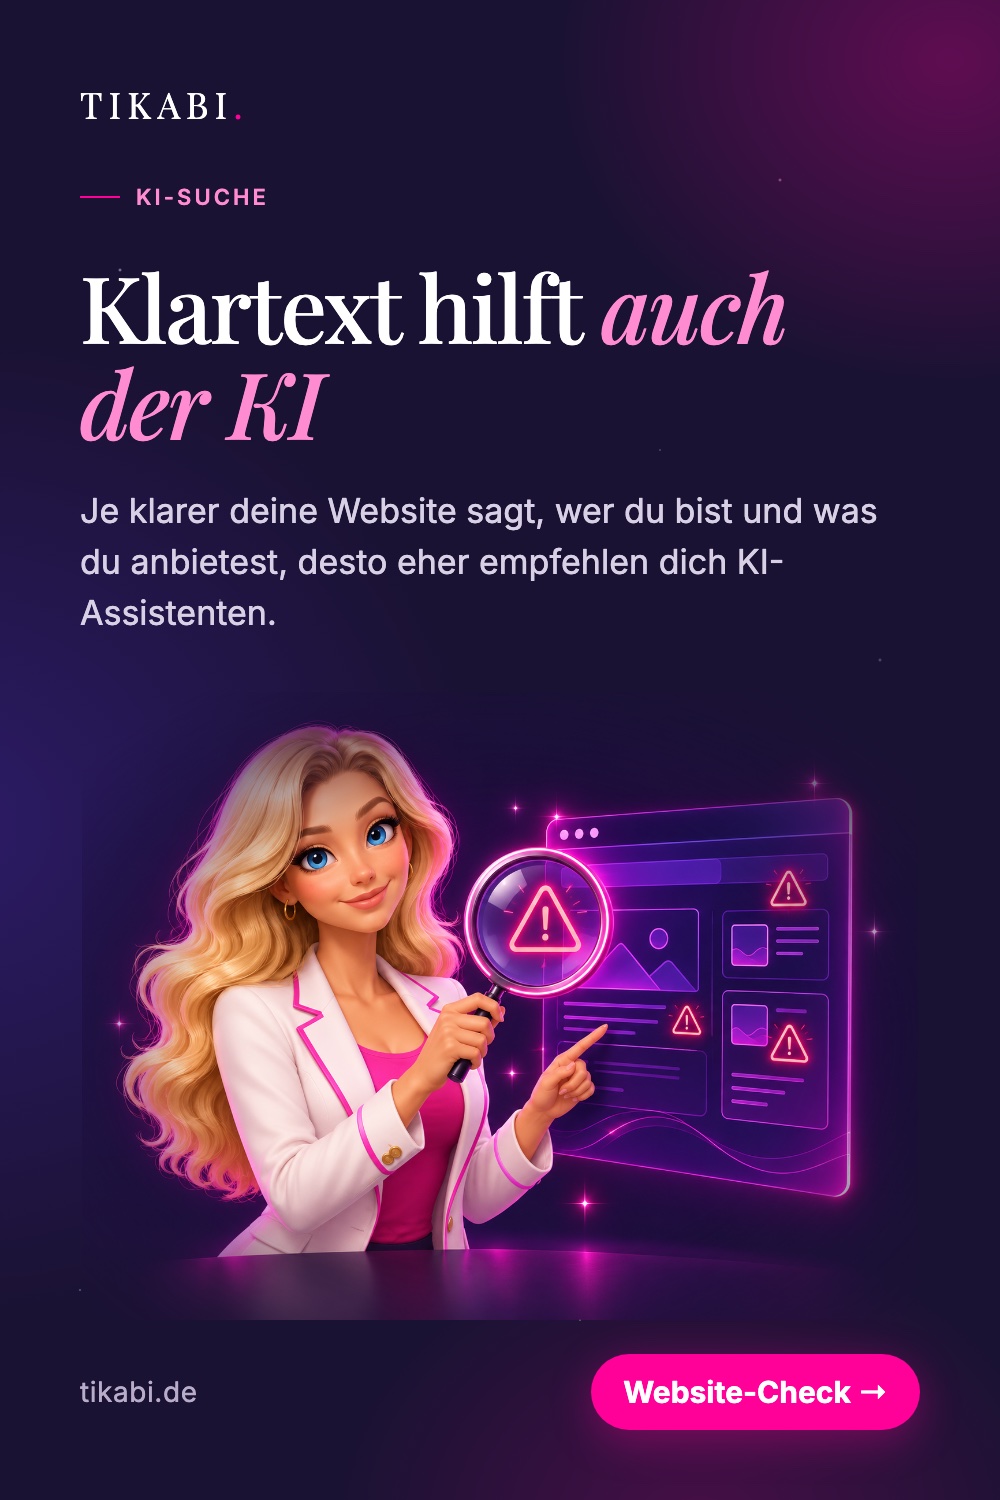 TIKABI.
KI-SUCHE
Klartext hilft auch
der KI
Je klarer deine Website sagt, wer du bist und was
du anbietest, desto eher empfehlen dich KI-
Assistenten.
tikabi.de
Website-Check →